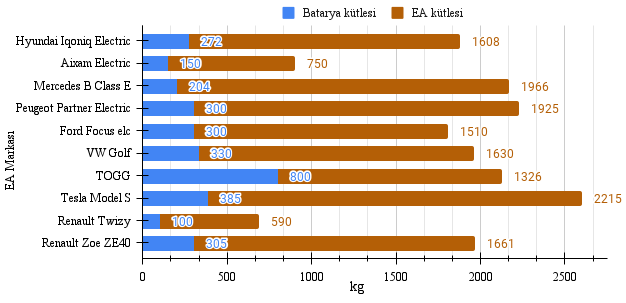 Batarya kütlesi EA kütlesi
Hyundai Iqoniq Electric 272 1608
Aixam Electric 150 750
Mercedes B Class E 204 1966
Peugeot Partner Electric 300 1925
Ford Focus elc 300 1510
VW Golf 330 1630
TOGG 800 1326
Tesla Model S 385 2215
Renault Twizy 100 590
Renault Zoe ZE40 305 1661
EA Markası
0 500 1000 1500 2000 2500
kg